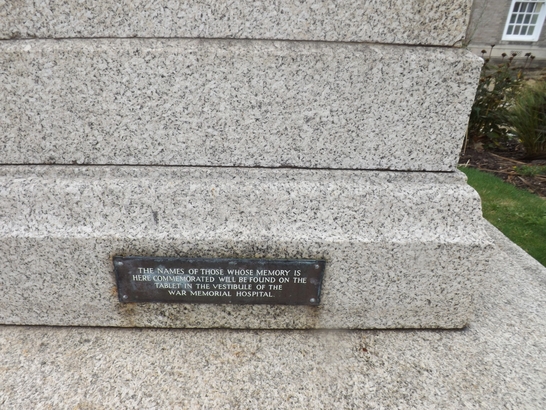 THE NAMES OF THOSE WHOSE MEMORY IS
HERE COMMEMORATED WILL BE FOUND ON THE
TABLET IN THE VESTIBULE OF THE
WAR MEMORIAL HOSPITAL